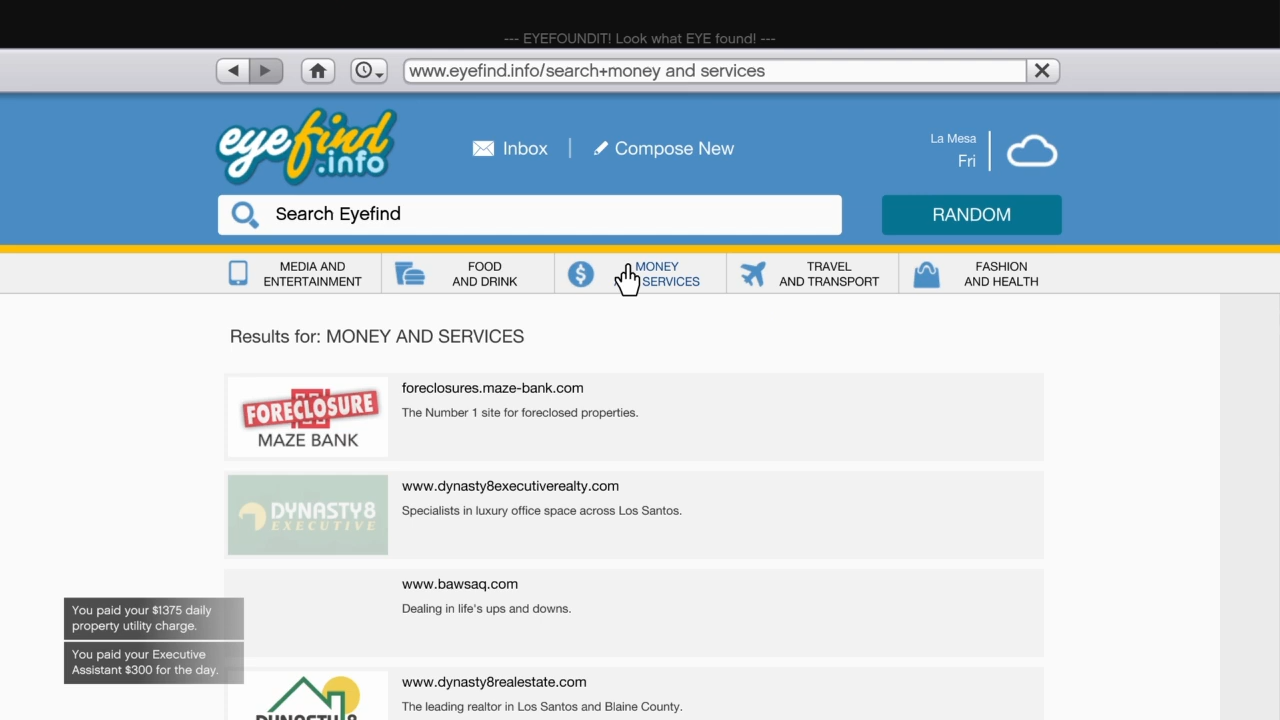 --- EYEFOUNDIT! Look what EYE found! ---
www.eyefind.info/search+money and services
eyefind
.info
Inbox
Compose New
La Mesa
Fri
Search Eyefind
RANDOM
MEDIA AND
ENTERTAINMENT
FOOD
AND DRINK
MONEY
SERVICES
TRAVEL
AND TRANSPORT
FASHION
AND HEALTH
Results for: MONEY AND SERVICES
FORECLOSURE
MAZE BANK
foreclosures.maze-bank.com
The Number 1 site for foreclosed properties.
DYNASTY8
EXECUTIVE
www.dynasty8executiverealty.com
Specialists in luxury office space across Los Santos.
www.bawsaq.com
Dealing in life's ups and downs.
You paid your $1375 daily
property utility charge.
You paid your Executive
Assistant $300 for the day.
DYNASTY 8
www.dynasty8realestate.com
The leading realtor in Los Santos and Blaine County.